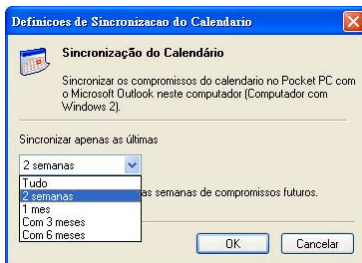 Definicoes de Sincronizacao do Calendario
Sincronização do Calendário
Sincronizar os compromissos do calendario no Pocket PC com
o Microsoft Outlook neste computador (Computador com
Windows 2).
Sincronizar apenas as últimas
2 semanas
Tudo
2 semanas
as semanas de compromissos futuros.
1 mes
Com 3 meses
Com 6 meses
OK
Cancelar